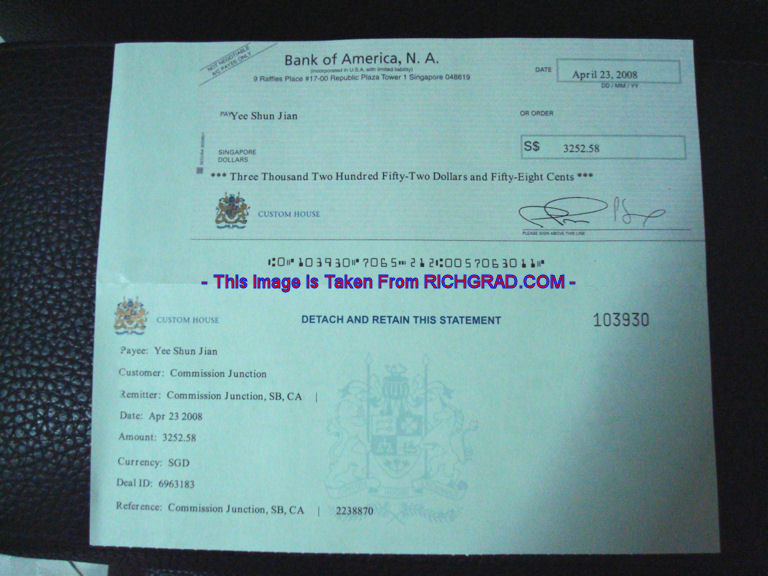 NOT NEGOTIABLE
A/C PAYEE ONLY
Bank of America, N. A.
(Incorporated in U.S.A. with limited liability)
9 Raffles Place #17-00 Republic Plaza Tower 1 Singapore 048619
DATE April 23, 2008
DD / MM / YY
PAY Yee Shun Jian
OR ORDER
SINGAPORE
DOLLARS
S$ 3252.58
*** Three Thousand Two Hundred Fifty-Two Dollars and Fifty-Eight Cents ***
CUSTOM HOUSE
PLEASE SIGN ABOVE THIS LINE
⑆0⑈103930⑈7065⑉212⑆0057063011⑈
- This Image is Taken From RICHGRAD.COM -
CUSTOM HOUSE
DETACH AND RETAIN THIS STATEMENT
103930
Payee: Yee Shun Jian
Customer: Commission Junction
Remitter: Commission Junction, SB, CA |
Date: Apr 23 2008
Amount: 3252.58
Currency: SGD
Deal ID: 6963183
Reference: Commission Junction, SB, CA | 2238870